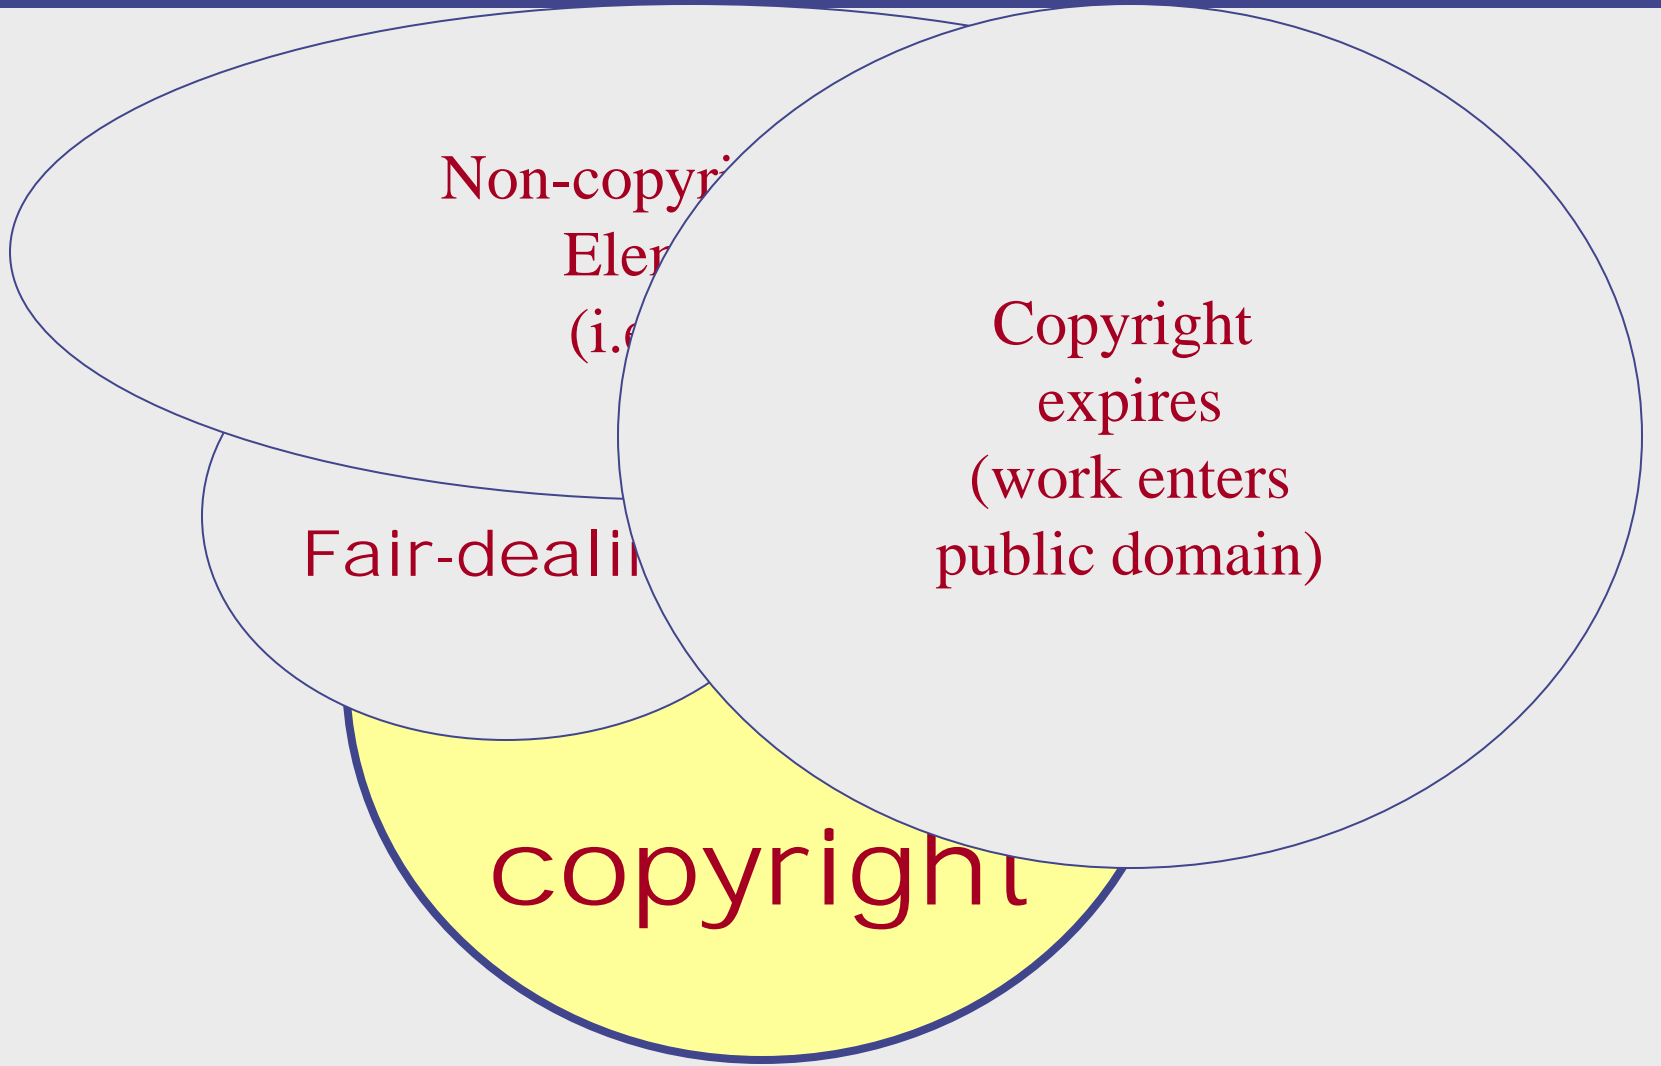 Non-copyri
Elem
(i.e
Copyright
expires
(work enters
public domain)
Fair-dealin
copyright